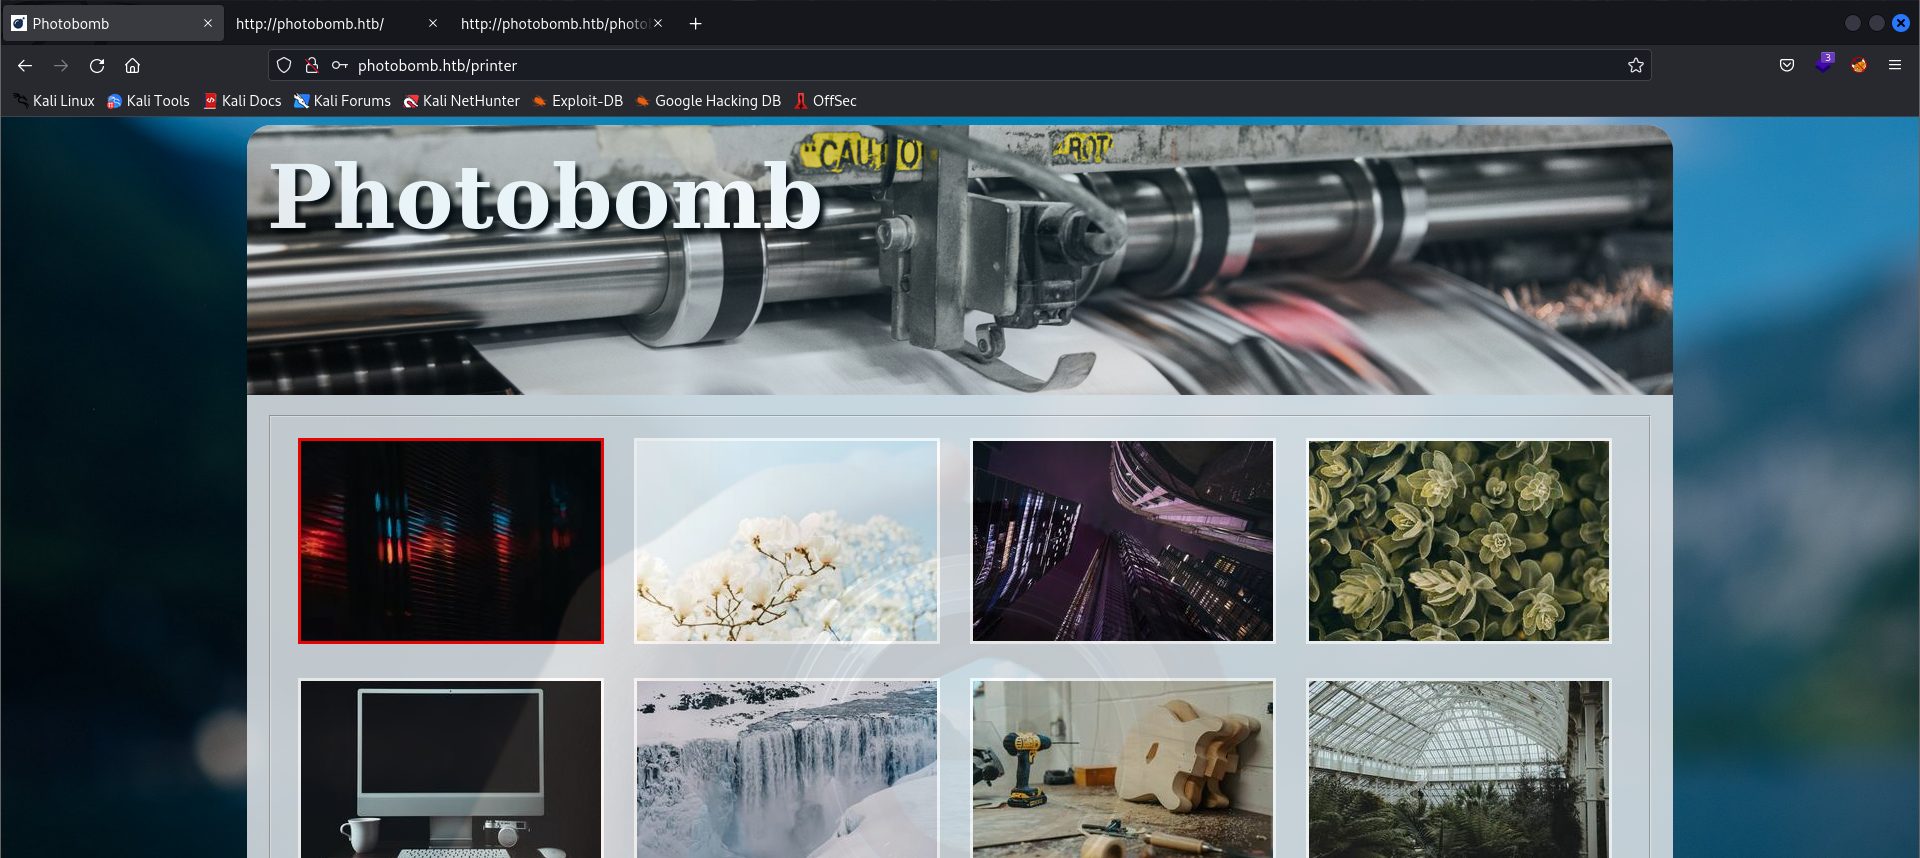 Photobomb
http://photobomb.htb/
http://photobomb.htb/photo
photobomb.htb/printer
3
Kali Linux
Kali Tools
Kali Docs
Kali Forums
Kali NetHunter
Exploit-DB
Google Hacking DB
OffSec
"CAUTIO
ROT
Photobomb